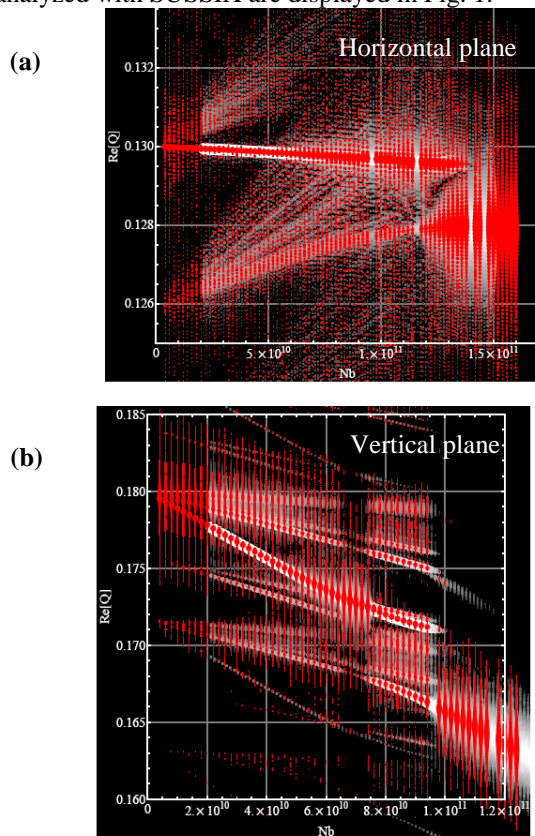 analyzed with SUSSIX are displayed in Fig. 1.
(a)
Horizontal plane
0.132
0.130
0.128
0.126
Re[Q]
0
5.×10¹⁰
1.×10¹¹
1.5×10¹¹
Nb
(b)
Vertical plane
0.185
0.180
0.175
0.170
0.165
0.160
Re[Q]
0
2.×10¹⁰
4.×10¹⁰
6.×10¹⁰
8.×10¹⁰
1.×10¹¹
1.2×10¹¹
Nb